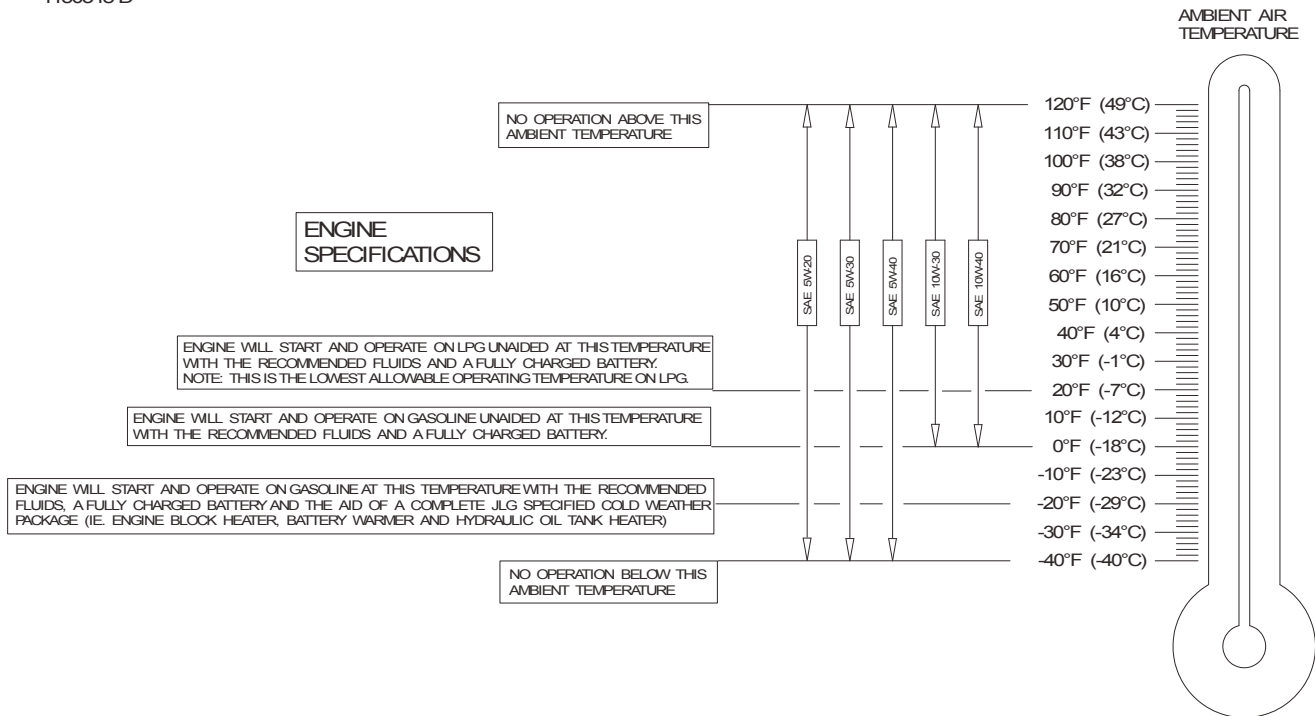 AMBIENT AIR
TEMPERATURE
NO OPERATION ABOVE THIS
AMBIENT TEMPERATURE
120°F (49°C)
110°F (43°C)
100°F (38°C)
90°F (32°C)
80°F (27°C)
70°F (21°C)
60°F (16°C)
50°F (10°C)
40°F (4°C)
30°F (-1°C)
20°F (-7°C)
10°F (-12°C)
0°F (-18°C)
-10°F (-23°C)
-20°F (-29°C)
-30°F (-34°C)
-40°F (-40°C)
ENGINE
SPECIFICATIONS
SAE 5W-20
SAE 5W-30
SAE 5W-40
SAE 10W-30
SAE 10W-40
ENGINE WILL START AND OPERATE ON LPG UNAIDED AT THIS TEMPERATURE
WITH THE RECOMMENDED FLUIDS AND A FULLY CHARGED BATTERY.
NOTE: THIS IS THE LOWEST ALLOWABLE OPERATING TEMPERATURE ON LPG.
ENGINE WILL START AND OPERATE ON GASOLINE UNAIDED AT THIS TEMPERATURE
WITH THE RECOMMENDED FLUIDS AND A FULLY CHARGED BATTERY.
ENGINE WILL START AND OPERATE ON GASOLINE AT THIS TEMPERATURE WITH THE RECOMMENDED
FLUIDS, A FULLY CHARGED BATTERY AND THE AID OF A COMPLETE JLG SPECIFIED COLD WEATHER
PACKAGE (IE. ENGINE BLOCK HEATER, BATTERY WARMER AND HYDRAULIC OIL TANK HEATER)
NO OPERATION BELOW THIS
AMBIENT TEMPERATURE